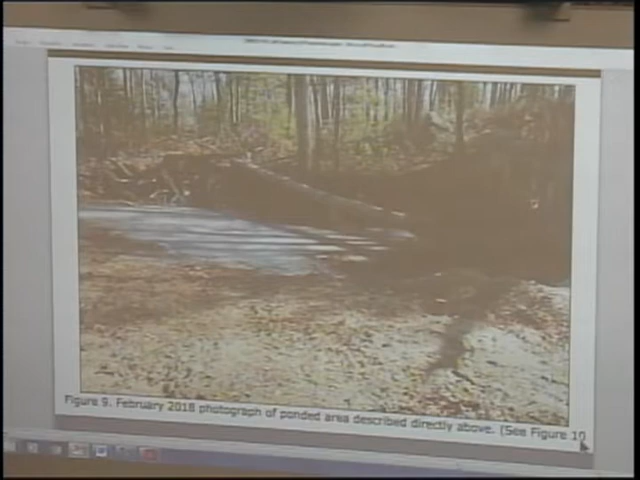 Figure 9. February 2018 photograph of ponded area described directly above. (See Figure 10